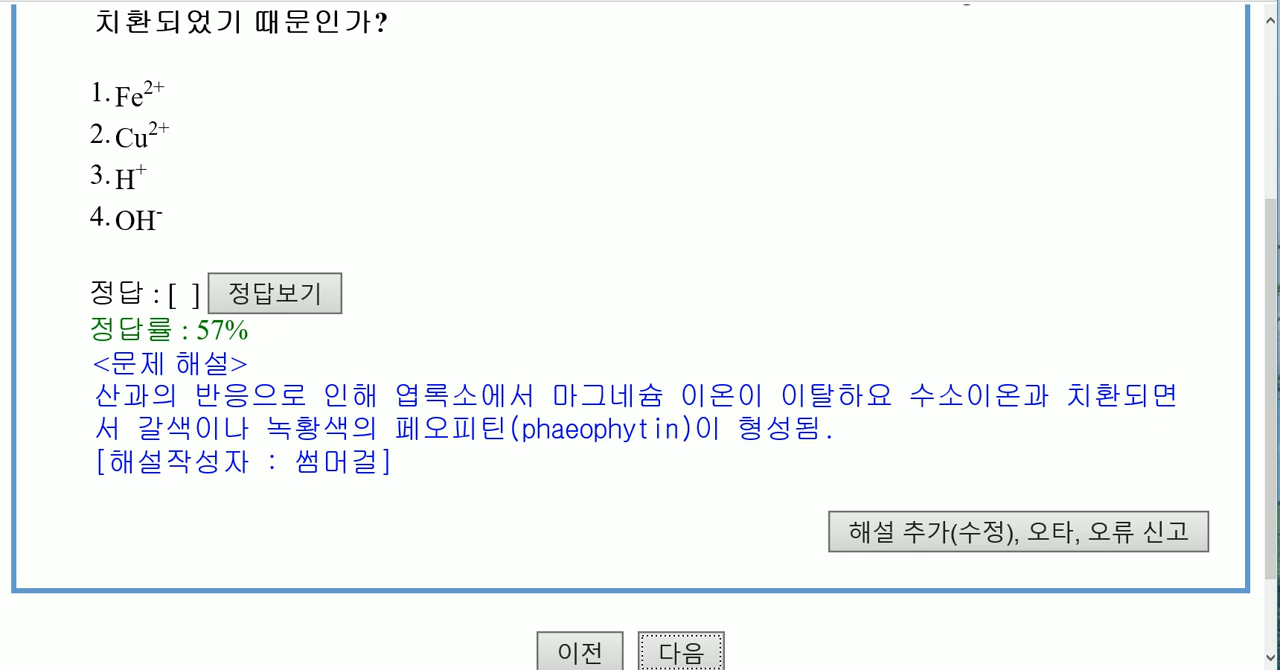 치환되었기 때문인가?
1. Fe²⁺
2. Cu²⁺
3. H⁺
4. OH⁻
정답 : [ ] 정답보기
정답률 : 57%
<문제 해설>
산과의 반응으로 인해 엽록소에서 마그네슘 이온이 이탈하요 수소이온과 치환되면
서 갈색이나 녹황색의 페오피틴(phaeophytin)이 형성됨.
[해설작성자 : 썸머걸]
해설 추가(수정), 오타, 오류 신고
이전 다음